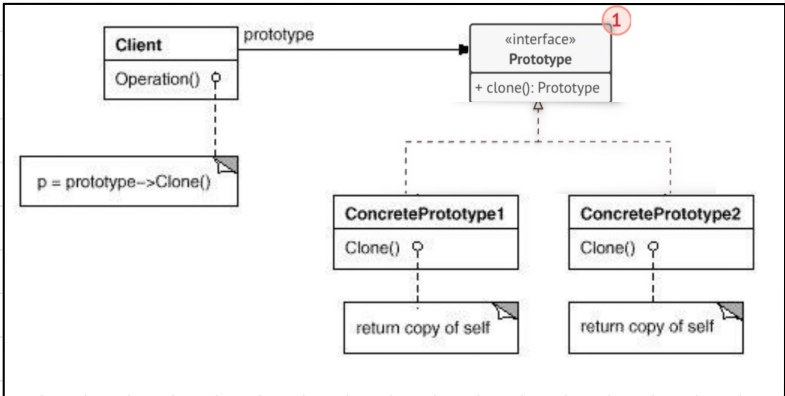 Client
Operation()
prototype
1
«interface»
Prototype
+ clone(): Prototype
p = prototype->Clone()
ConcretePrototype1
Clone()
return copy of self
ConcretePrototype2
Clone()
return copy of self